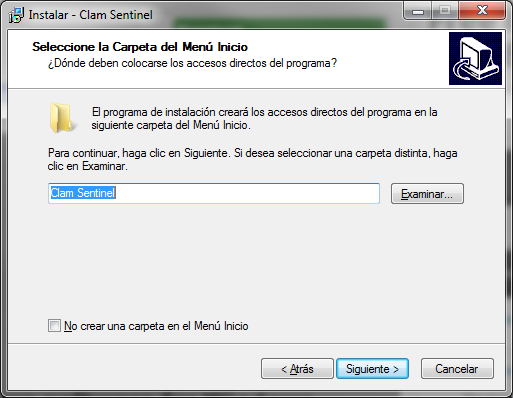 Instalar - Clam Sentinel
Seleccione la Carpeta del Menú Inicio
¿Dónde deben colocarse los accesos directos del programa?
El programa de instalación creará los accesos directos del programa en la
siguiente carpeta del Menú Inicio.
Para continuar, haga clic en Siguiente. Si desea seleccionar una carpeta distinta, haga
clic en Examinar.
Clam Sentinel
Examinar...
No crear una carpeta en el Menú Inicio
< Atrás
Siguiente >
Cancelar